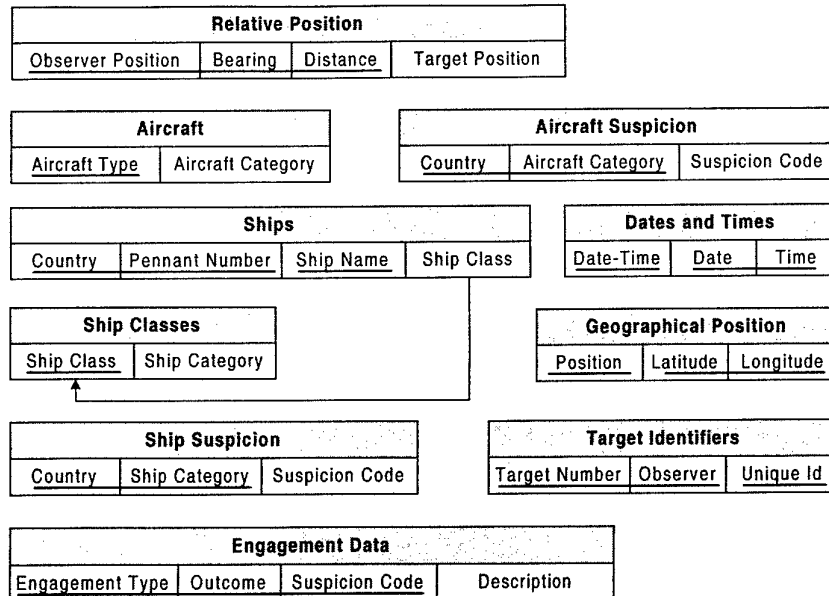 Relative Position
Observer Position Bearing Distance Target Position
Aircraft
Aircraft Type Aircraft Category
Aircraft Suspicion
Country Aircraft Category Suspicion Code
Ships
Country Pennant Number Ship Name Ship Class
Dates and Times
Date-Time Date Time
Ship Classes
Ship Class Ship Category
Geographical Position
Position Latitude Longitude
Ship Suspicion
Country Ship Category Suspicion Code
Target Identifiers
Target Number Observer Unique Id
Engagement Data
Engagement Type Outcome Suspicion Code Description